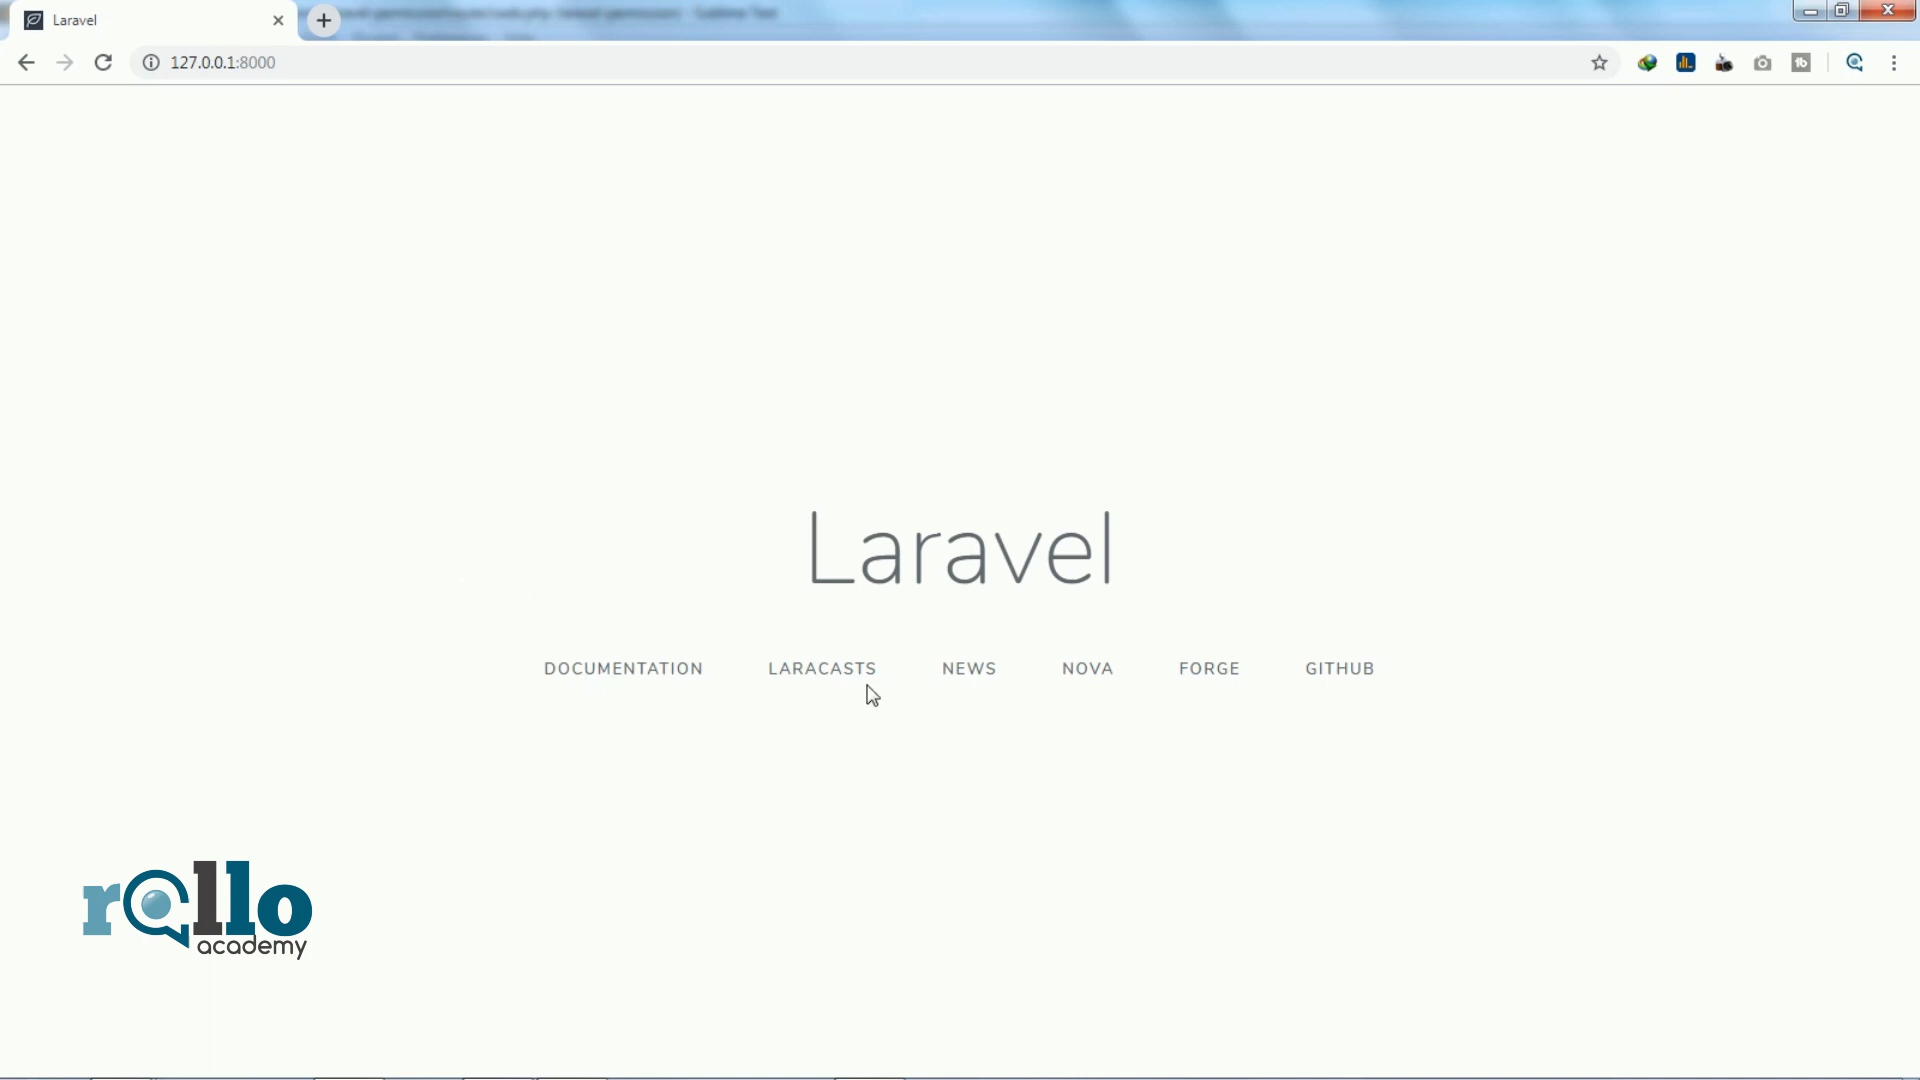 Laravel
127.0.0.1:8000
Laravel
DOCUMENTATION LARACASTS NEWS NOVA FORGE GITHUB
rollo
academy